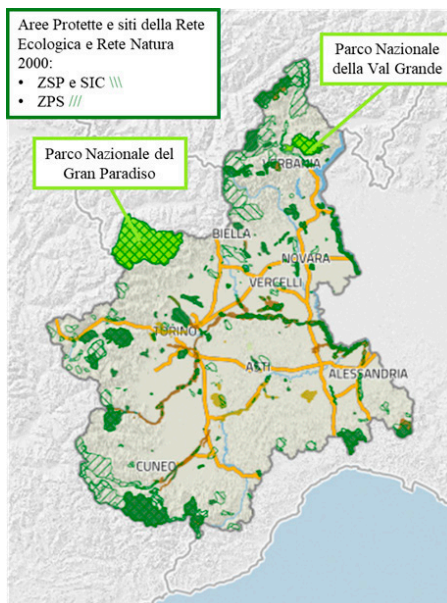 Aree Protette e siti della Rete
Ecologica e Rete Natura
2000:
• ZSP e SIC \\\
• ZPS ///
Parco Nazionale
della Val Grande
VERBANIA
Parco Nazionale del
Gran Paradiso
BIELLA
NOVARA
VERCELLI
TORINO
ASTI
ALESSANDRIA
CUNEO